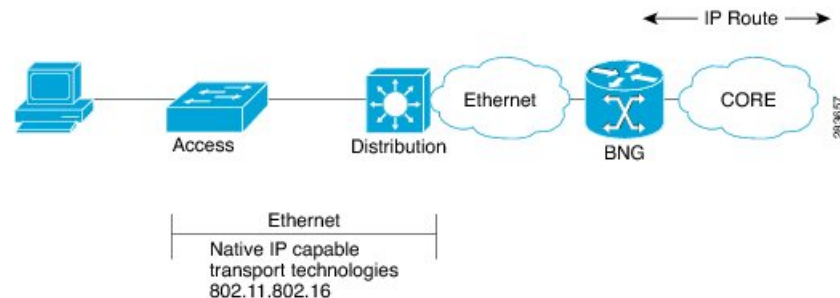 IP Route
Ethernet
CORE
Access
Distribution
BNG
Ethernet
Native IP capable
transport technologies
802.11.802.16